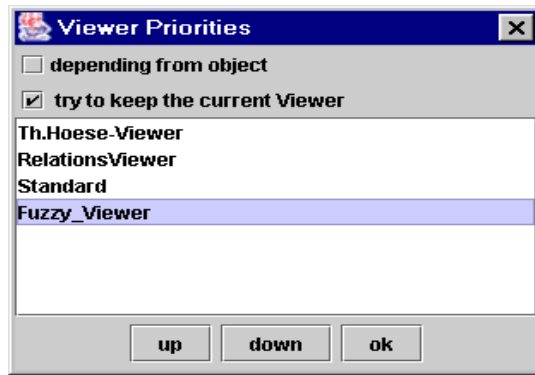 Viewer Priorities
depending from object
try to keep the current Viewer
Th.Hoese-Viewer
RelationsViewer
Standard
Fuzzy_Viewer
up down ok